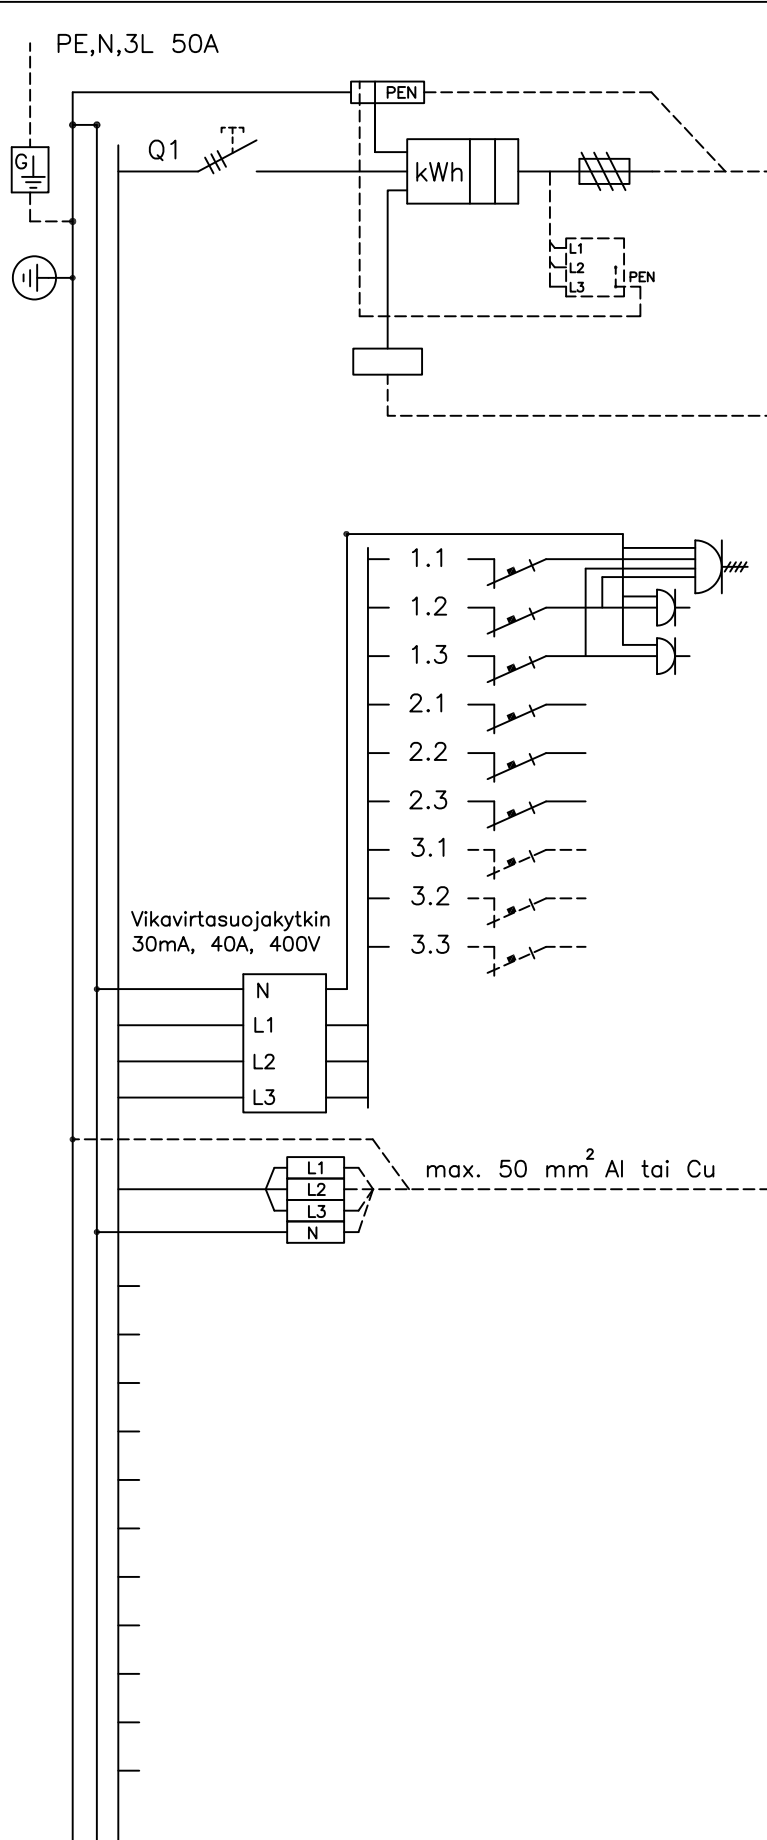 PE,N,3L 50A
PEN
Q1
G
kWh
L1
L2
L3
PEN
1.1
1.2
1.3
2.1
2.2
2.3
3.1
3.2
3.3
Vikavirtasuojakytkin
30mA, 40A, 400V
N
L1
L2
L3
max. 50 mm² Al tai Cu
L1
L2
L3
N